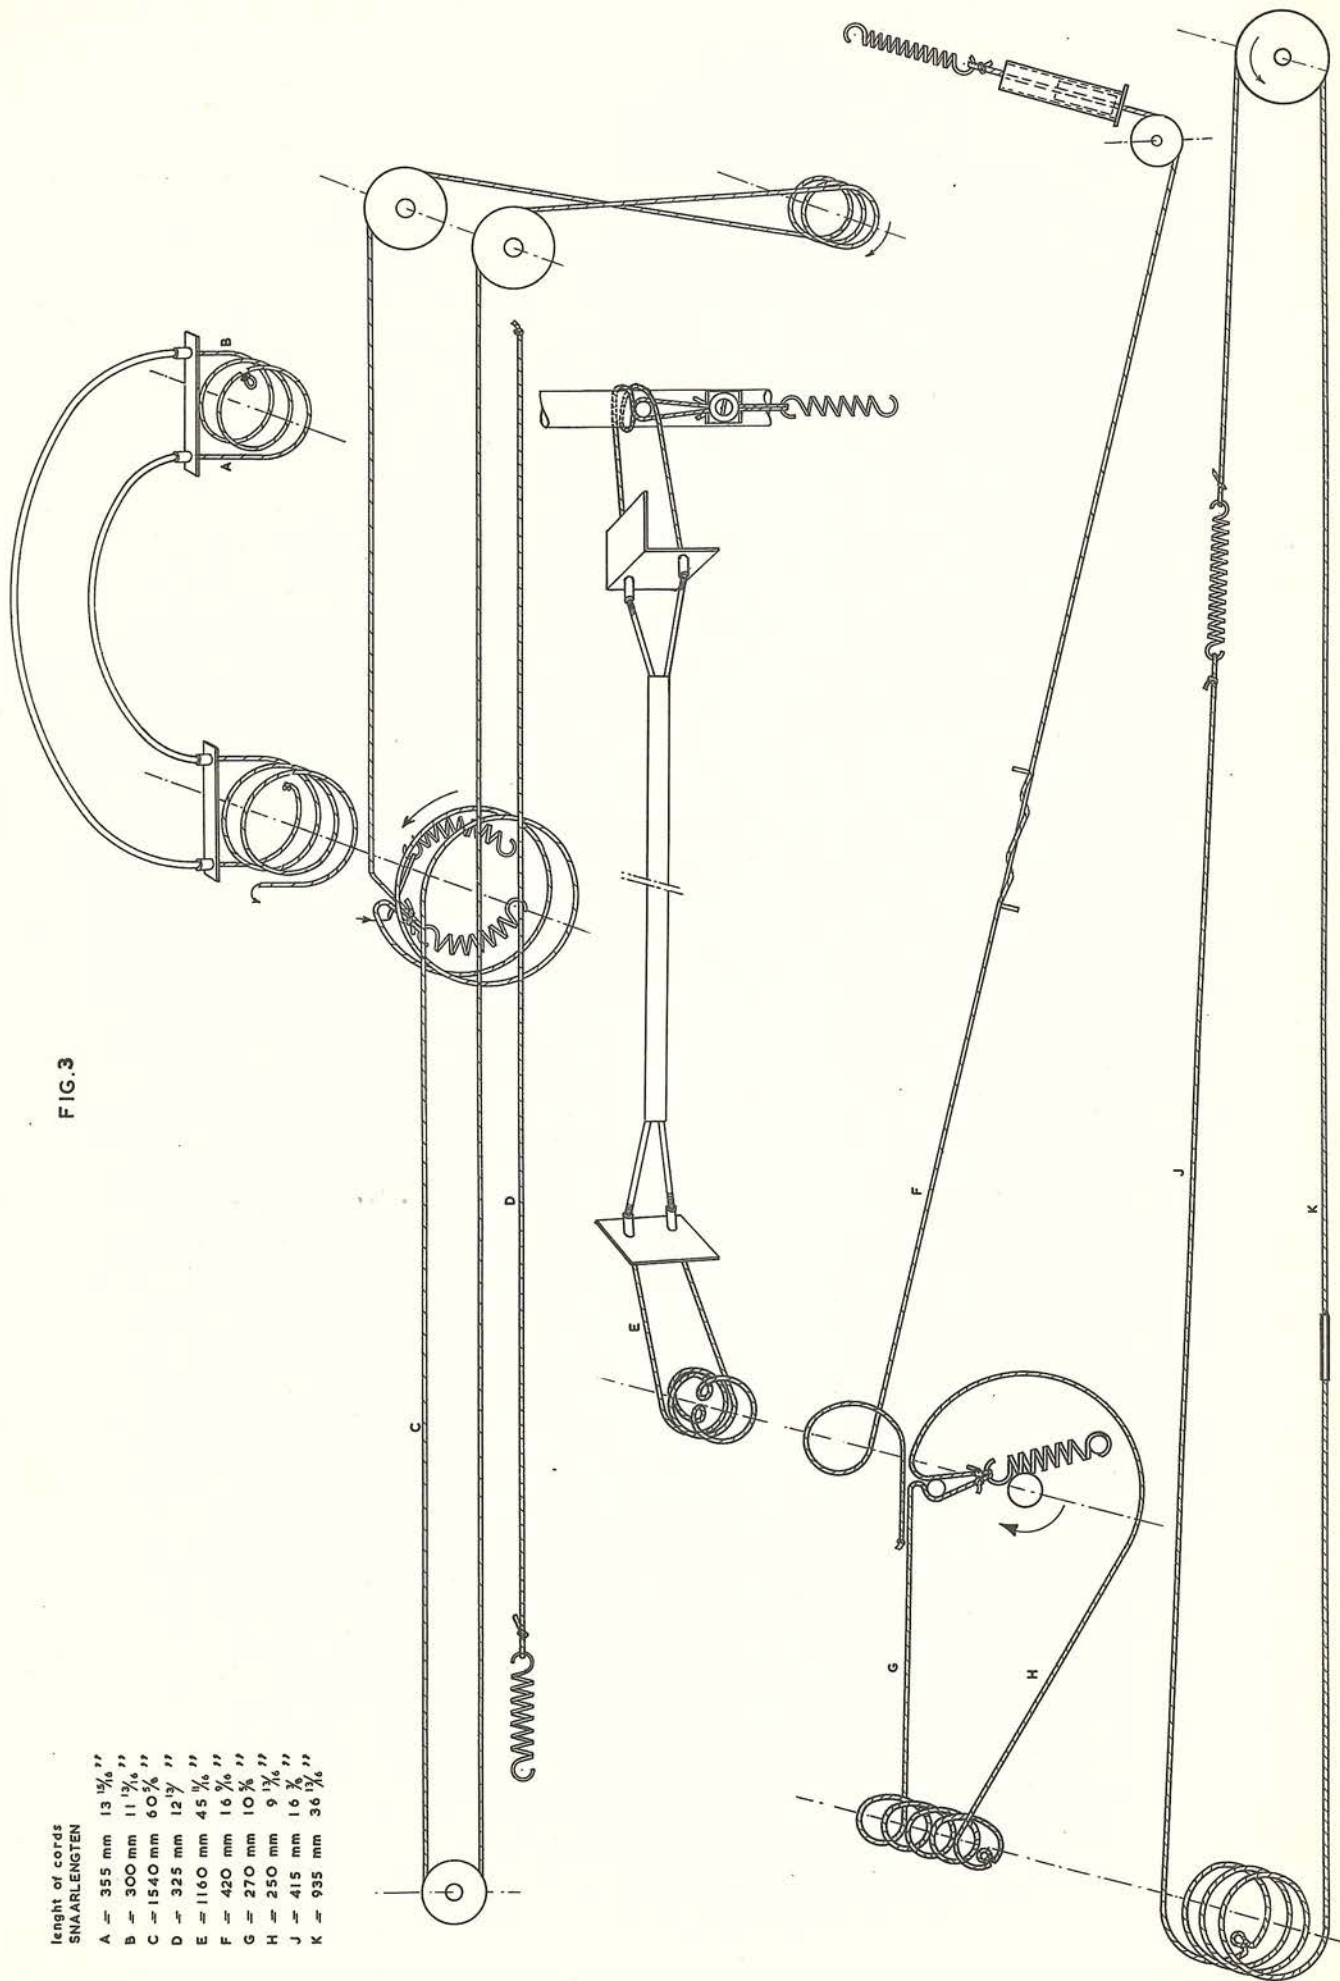 FIG.3
lenght of cords
SNAARLENGTEN
A = 355 mm 13 15/16 ”
B = 300 mm 11 13/16 ”
C = 1540 mm 60 5/8 ”
D = 325 mm 12 13/ ”
E = 1160 mm 45 11/16 ”
F = 420 mm 16 9/16 ”
G = 270 mm 10 5/8 ”
H = 250 mm 9 13/16 ”
J = 415 mm 16 3/8 ”
K = 935 mm 36 13/16 ”
A
B
C
D
E
F
G
H
J
K